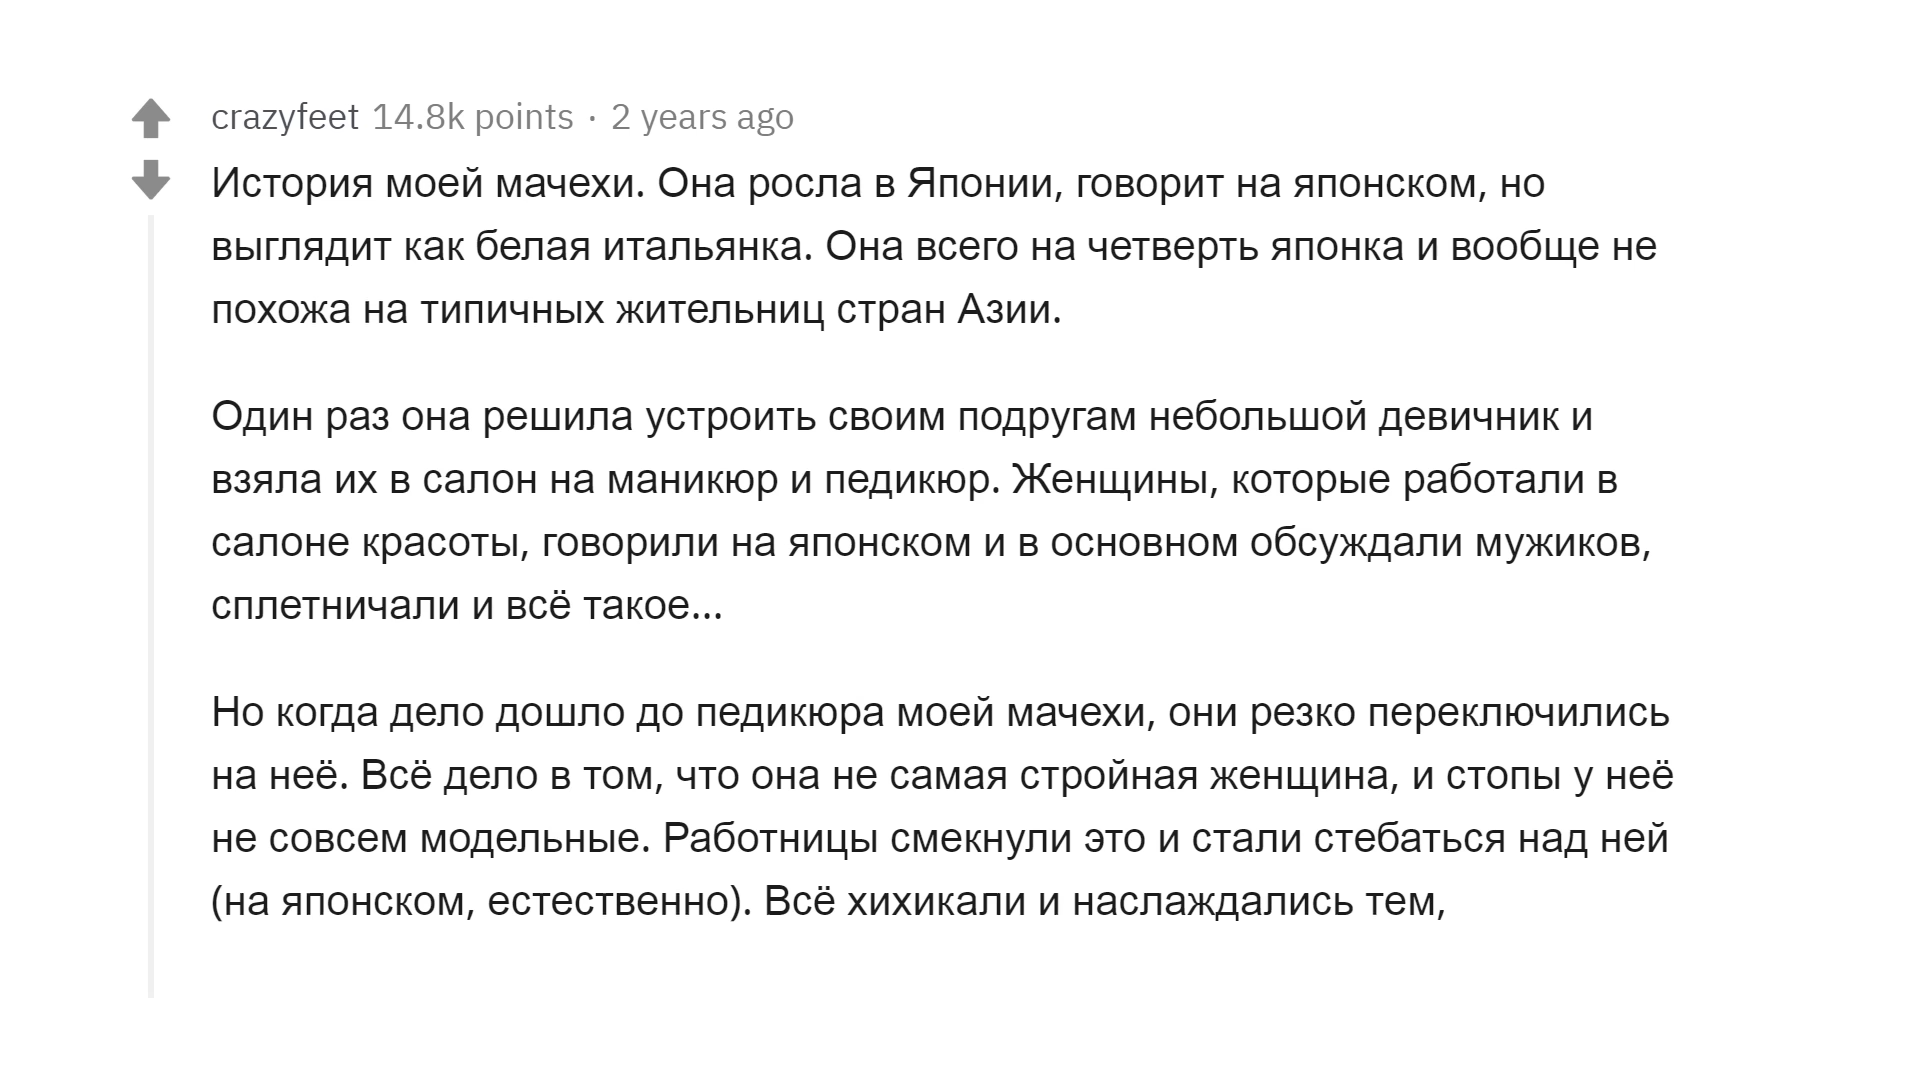 crazyfeet 14.8k points · 2 years ago
История моей мачехи. Она росла в Японии, говорит на японском, но
выглядит как белая итальянка. Она всего на четверть японка и вообще не
похожа на типичных жительниц стран Азии.
Один раз она решила устроить своим подругам небольшой девичник и
взяла их в салон на маникюр и педикюр. Женщины, которые работали в
салоне красоты, говорили на японском и в основном обсуждали мужиков,
сплетничали и всё такое...
Но когда дело дошло до педикюра моей мачехи, они резко переключились
на неё. Всё дело в том, что она не самая стройная женщина, и стопы у неё
не совсем модельные. Работницы смекнули это и стали стебаться над ней
(на японском, естественно). Всё хихикали и наслаждались тем,